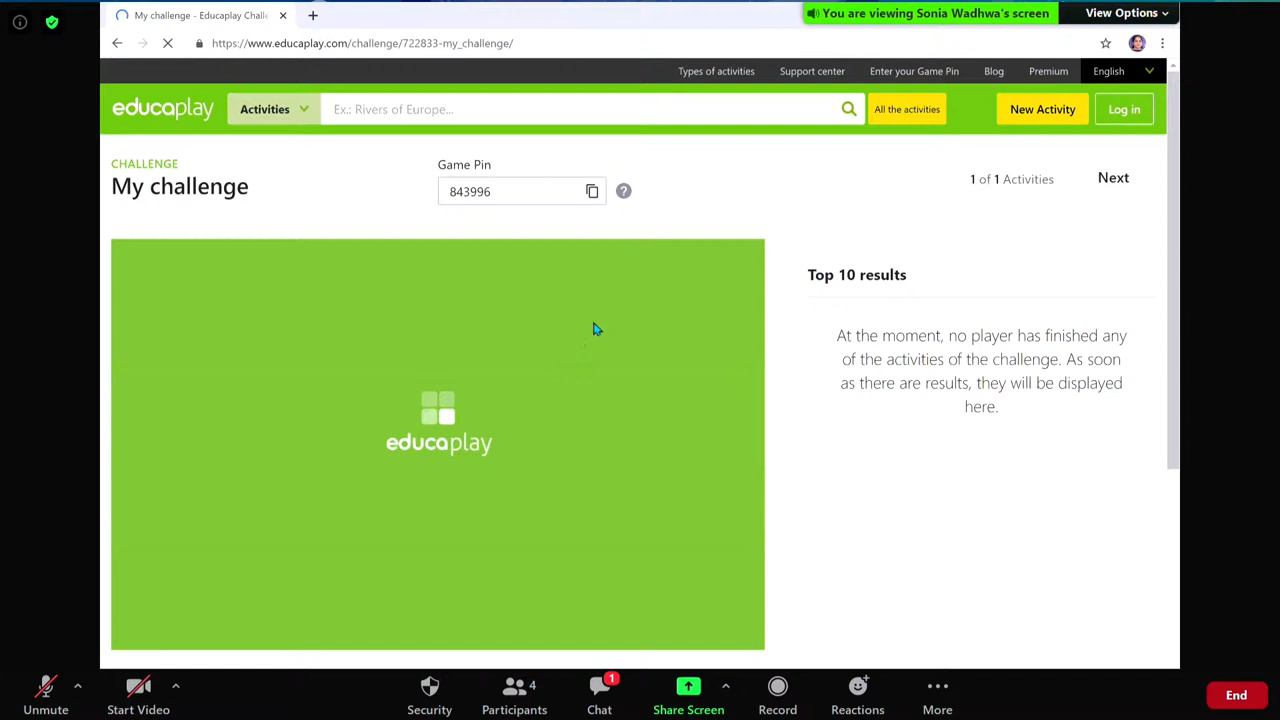 My challenge - Educaplay Challe
You are viewing Sonia Wadhwa's screen
View Options
https://www.educaplay.com/challenge/722833-my_challenge/
Types of activities
Support center
Enter your Game Pin
Blog
Premium
English
educaplay
Activities
Ex.: Rivers of Europe...
All the activities
New Activity
Log in
CHALLENGE
My challenge
Game Pin
843996
?
1 of 1 Activities
Next
educaplay
Top 10 results
At the moment, no player has finished any
of the activities of the challenge. As soon
as there are results, they will be displayed
here.
Unmute
Start Video
Security
4
Participants
1
Chat
Share Screen
Record
Reactions
More
End